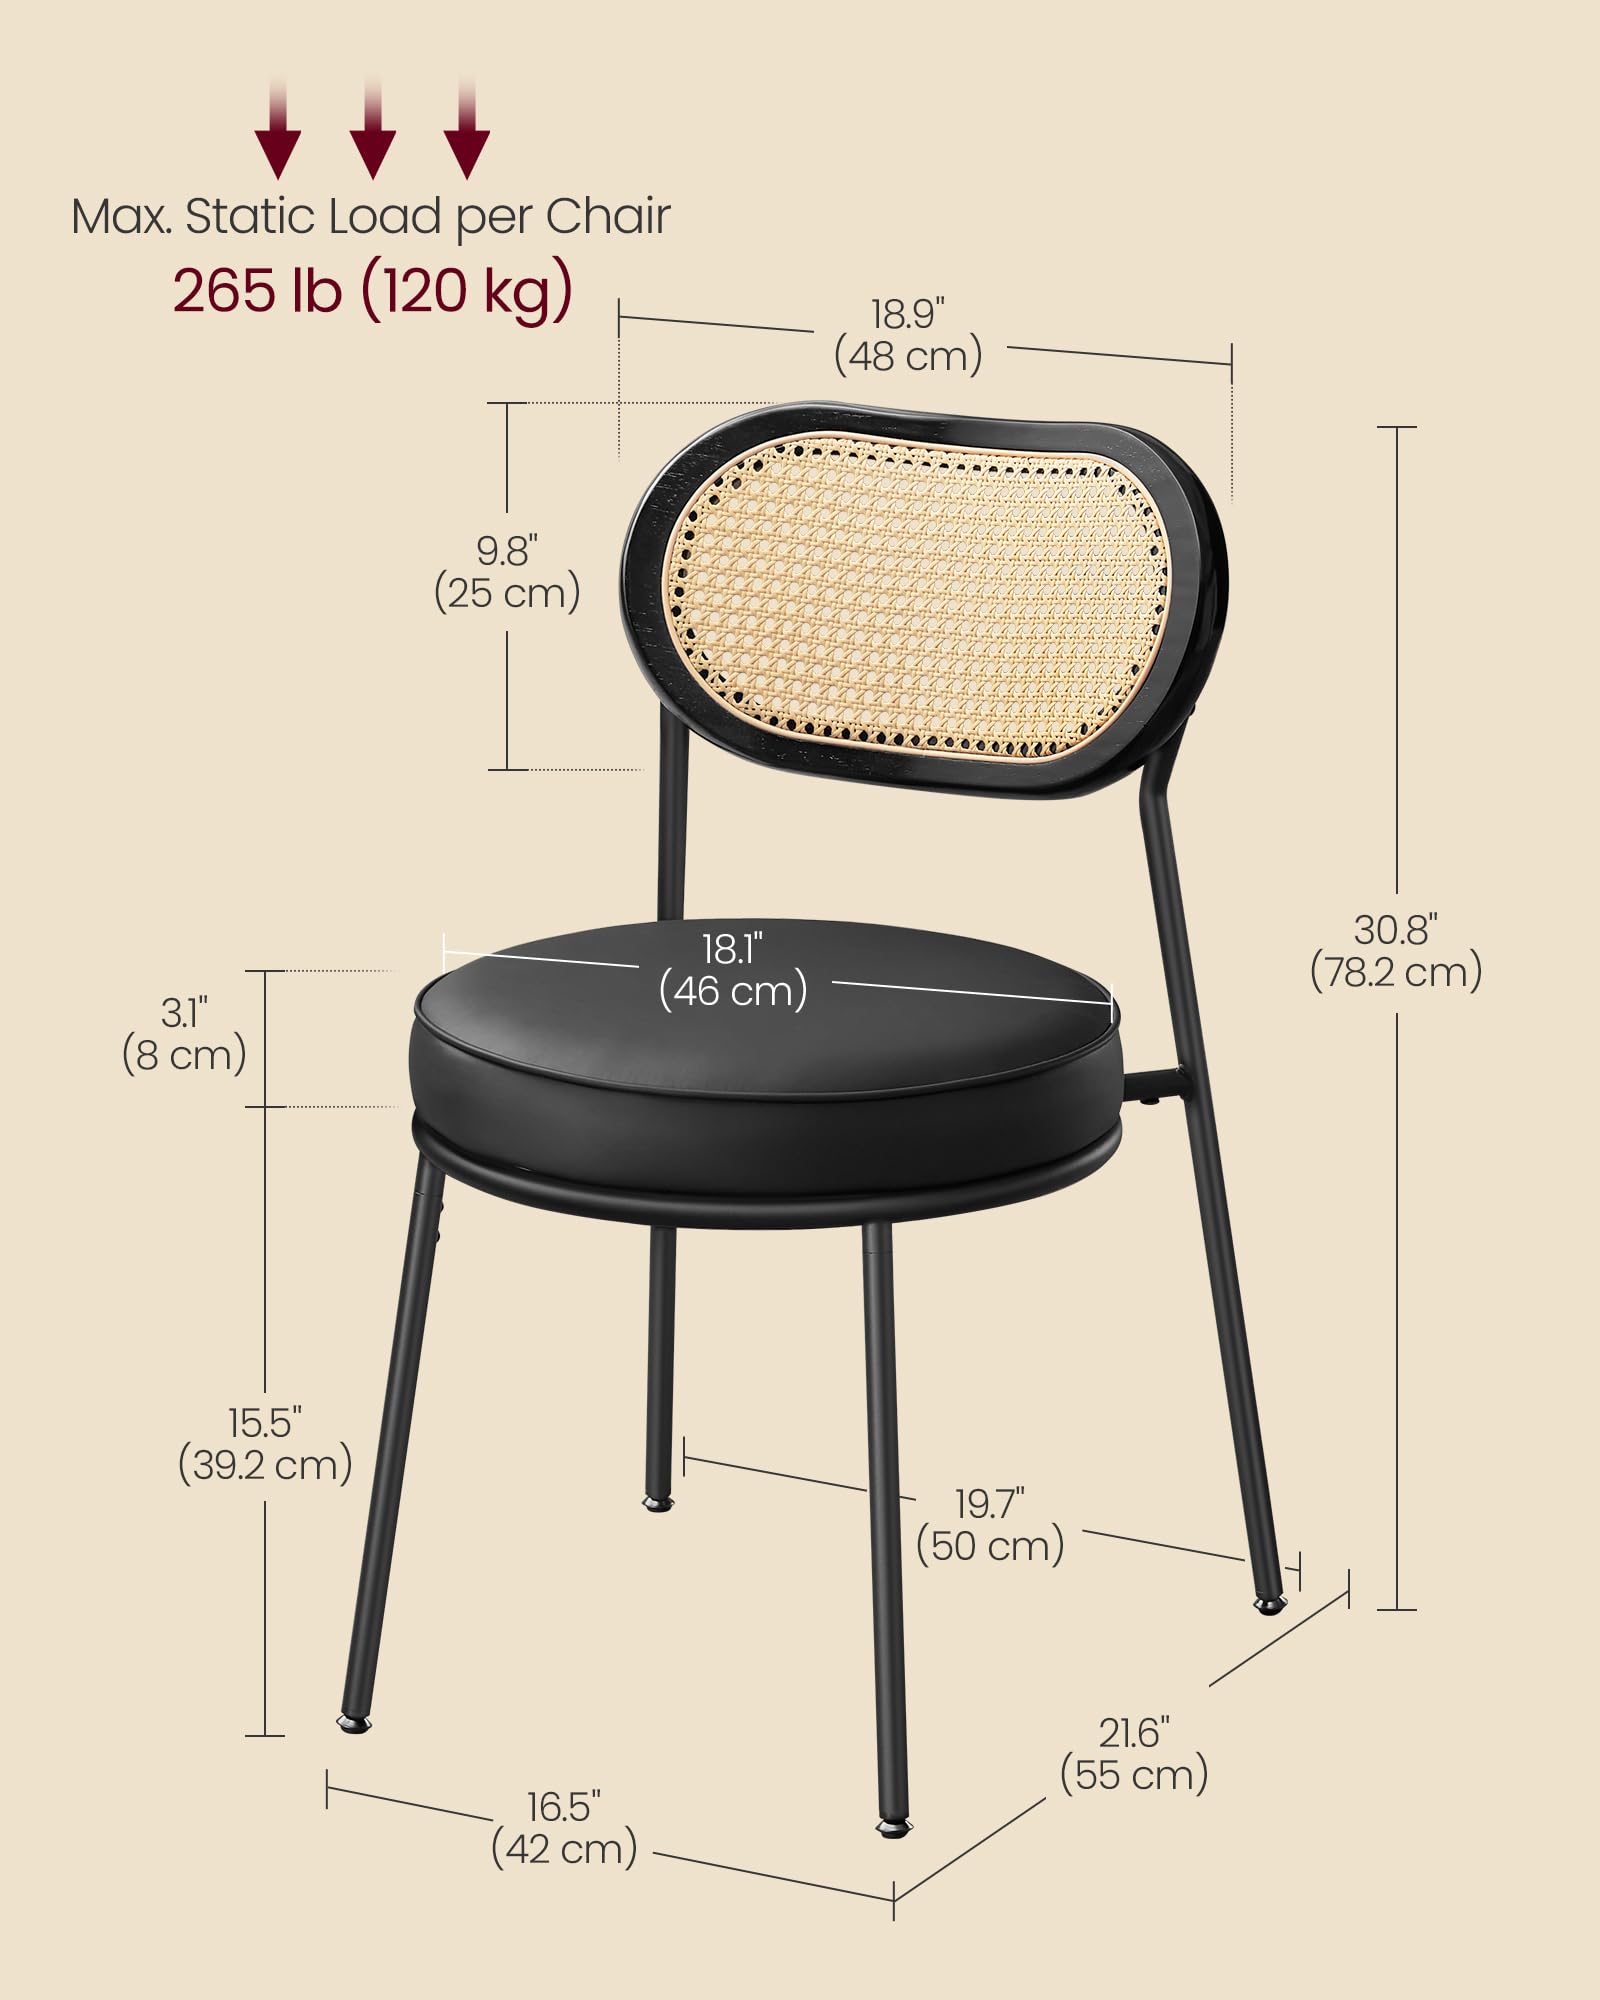 Max. Static Load per Chair
265 lb (120 kg)
18.9"
(48 cm)
9.8"
(25 cm)
30.8"
(78.2 cm)
18.1"
(46 cm)
3.1"
(8 cm)
15.5"
(39.2 cm)
19.7"
(50 cm)
21.6"
(55 cm)
16.5"
(42 cm)